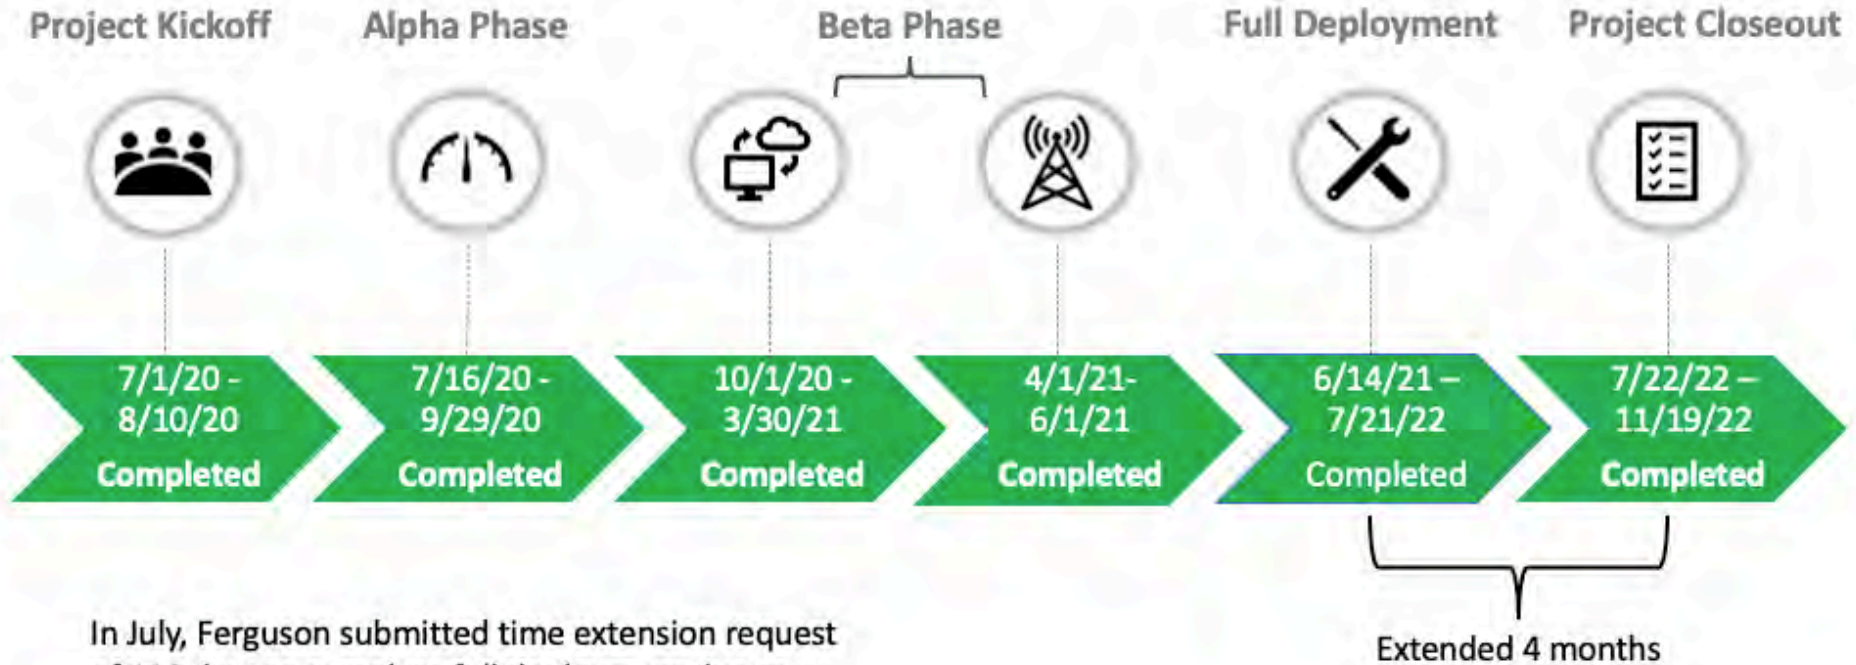 Project Kickoff
Alpha Phase
Beta Phase
Full Deployment
Project Closeout
7/1/20 -
8/10/20
Completed
7/16/20 -
9/29/20
Completed
10/1/20 -
3/30/21
Completed
4/1/21-
6/1/21
Completed
6/14/21 –
7/21/22
Completed
7/22/22 –
11/19/22
Completed
In July, Ferguson submitted time extension request
Extended 4 months